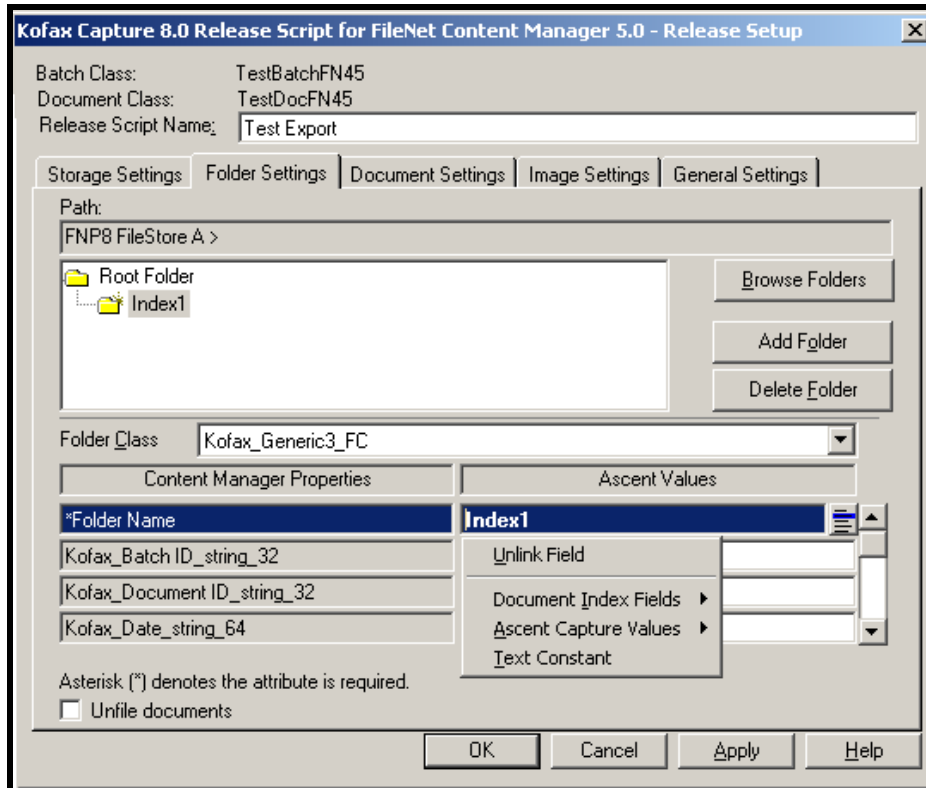 Kofax Capture 8.0 Release Script for FileNet Content Manager 5.0 - Release Setup
Batch Class: TestBatchFN45
Document Class: TestDocFN45
Release Script Name: Test Export
Storage Settings Folder Settings Document Settings Image Settings General Settings
Path:
FNP8 FileStore A >
Root Folder
Index1
Browse Folders
Add Folder
Delete Folder
Folder Class Kofax_Generic3_FC
Content Manager Properties Ascent Values
*Folder Name Index1
Kofax_Batch ID_string_32
Kofax_Document ID_string_32
Kofax_Date_string_64
Unlink Field
Document Index Fields
Ascent Capture Values
Text Constant
Asterisk (*) denotes the attribute is required.
Unfile documents
OK Cancel Apply Help